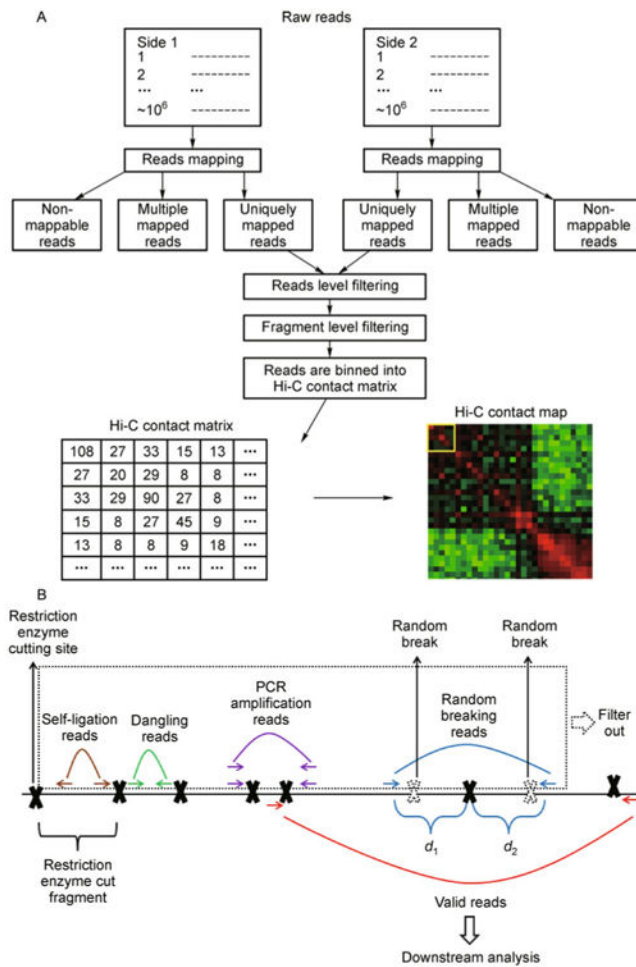 A
Raw reads
Side 1
1 ----------
2 ----------
... ...
~10⁶ ----------
Side 2
1 ----------
2 ----------
... ...
~10⁶ ----------
Reads mapping
Reads mapping
Non-
mappable
reads
Multiple
mapped
reads
Uniquely
mapped
reads
Uniquely
mapped
reads
Multiple
mapped
reads
Non-
mappable
reads
Reads level filtering
Fragment level filtering
Reads are binned into
Hi-C contact matrix
Hi-C contact matrix
108 27 33 15 13 ...
27 20 29 8 8 ...
33 29 90 27 8 ...
15 8 27 45 9 ...
13 8 8 9 18 ...
... ... ... ... ... ...
Hi-C contact map
B
Restriction
enzyme
cutting site
Self-ligation
reads
Dangling
reads
PCR
amplification
reads
Random
break
Random
breaking
reads
Random
break
Filter
out
Restriction
enzyme cut
fragment
d₁
d₂
Valid reads
Downstream analysis